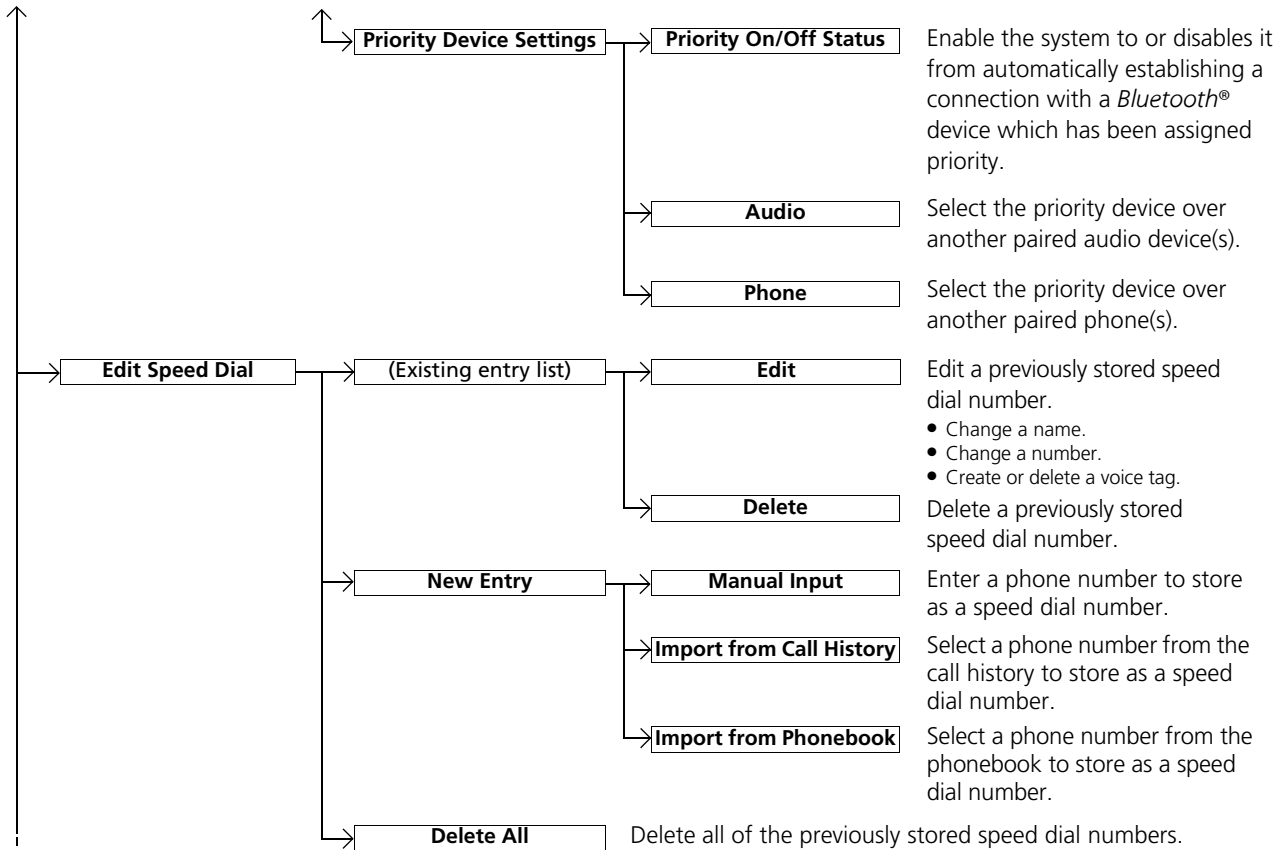 Priority Device Settings
Priority On/Off Status
Enable the system to or disables it
from automatically establishing a
connection with a Bluetooth®
device which has been assigned
priority.
Audio
Select the priority device over
another paired audio device(s).
Phone
Select the priority device over
another paired phone(s).
Edit Speed Dial
(Existing entry list)
Edit
Edit a previously stored speed
dial number.
● Change a name.
● Change a number.
● Create or delete a voice tag.
Delete
Delete a previously stored
speed dial number.
New Entry
Manual Input
Enter a phone number to store
as a speed dial number.
Import from Call History
Select a phone number from the
call history to store as a speed
dial number.
Import from Phonebook
Select a phone number from the
phonebook to store as a speed
dial number.
Delete All
Delete all of the previously stored speed dial numbers.